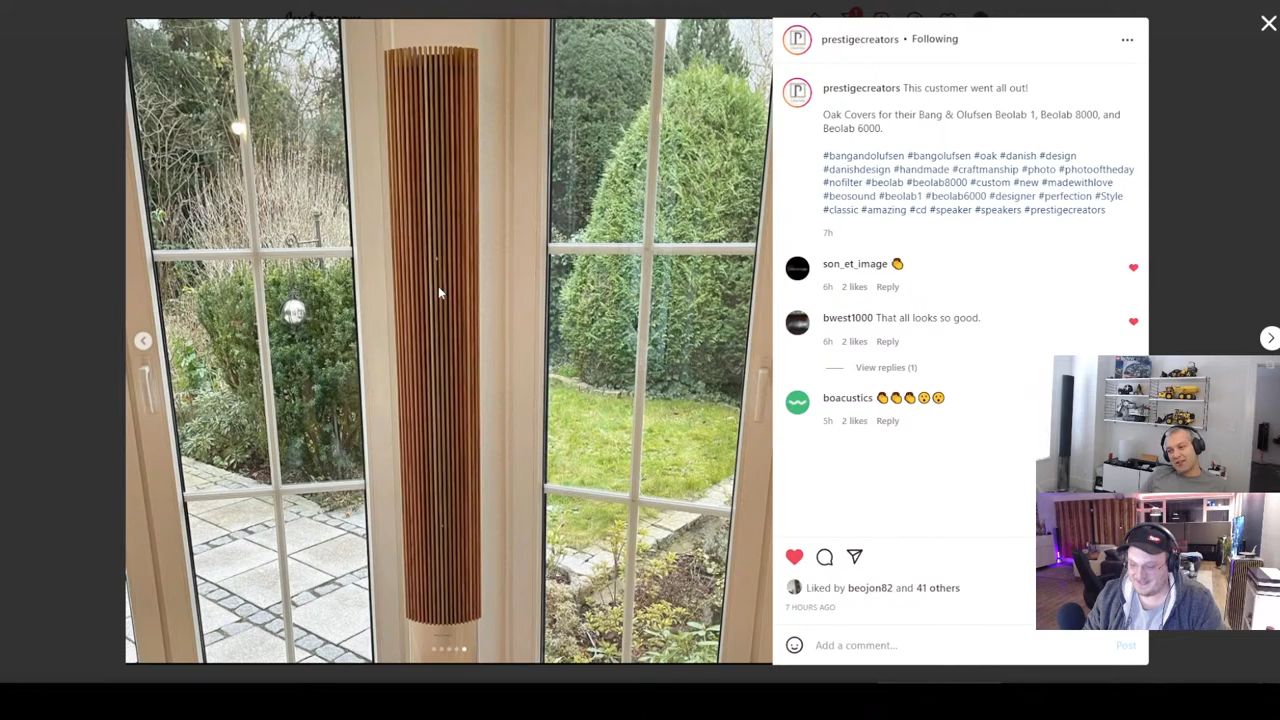 prestigecreators • Following
prestigecreators This customer went all out!
Oak Covers for their Bang & Olufsen Beolab 1, Beolab 8000, and
Beolab 6000.
#bangandolufsen #bangolufsen #oak #danish #design
#danishdesign #handmade #craftmanship #photo #photooftheday
#nofilter #beolab #beolab8000 #custom #new #madewithlove
#beosound #beolab1 #beolab6000 #designer #perfection #Style
#classic #amazing #cd #speaker #speakers #prestigecreators
7h
son_et_image 👏
6h 2 likes Reply
bwest1000 That all looks so good.
6h 2 likes Reply
View replies (1)
boacustics 👏👏👏😮😮
5h 2 likes Reply
Liked by beojon82 and 41 others
7 HOURS AGO
Add a comment...
Post